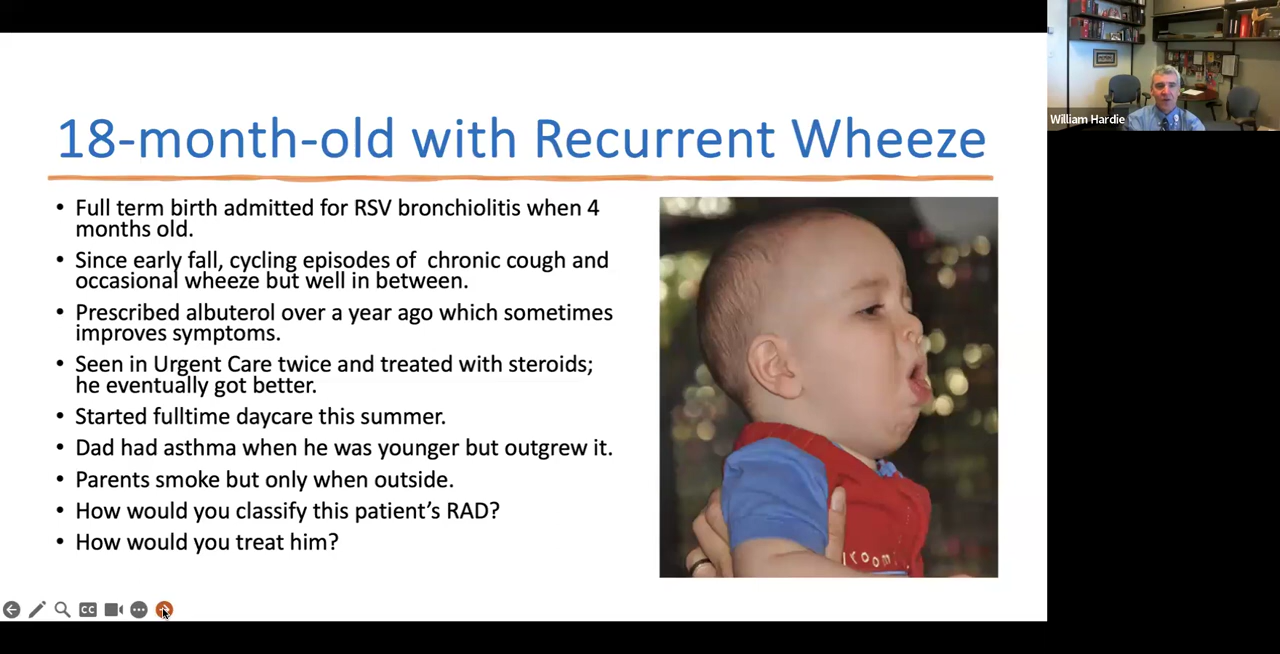 18-month-old with Recurrent Wheeze
• Full term birth admitted for RSV bronchiolitis when 4
months old.
• Since early fall, cycling episodes of  chronic cough and
occasional wheeze but well in between.
• Prescribed albuterol over a year ago which sometimes
improves symptoms.
• Seen in Urgent Care twice and treated with steroids;
he eventually got better.
• Started fulltime daycare this summer.
• Dad had asthma when he was younger but outgrew it.
• Parents smoke but only when outside.
• How would you classify this patient’s RAD?
• How would you treat him?
room
CC
William Hardie